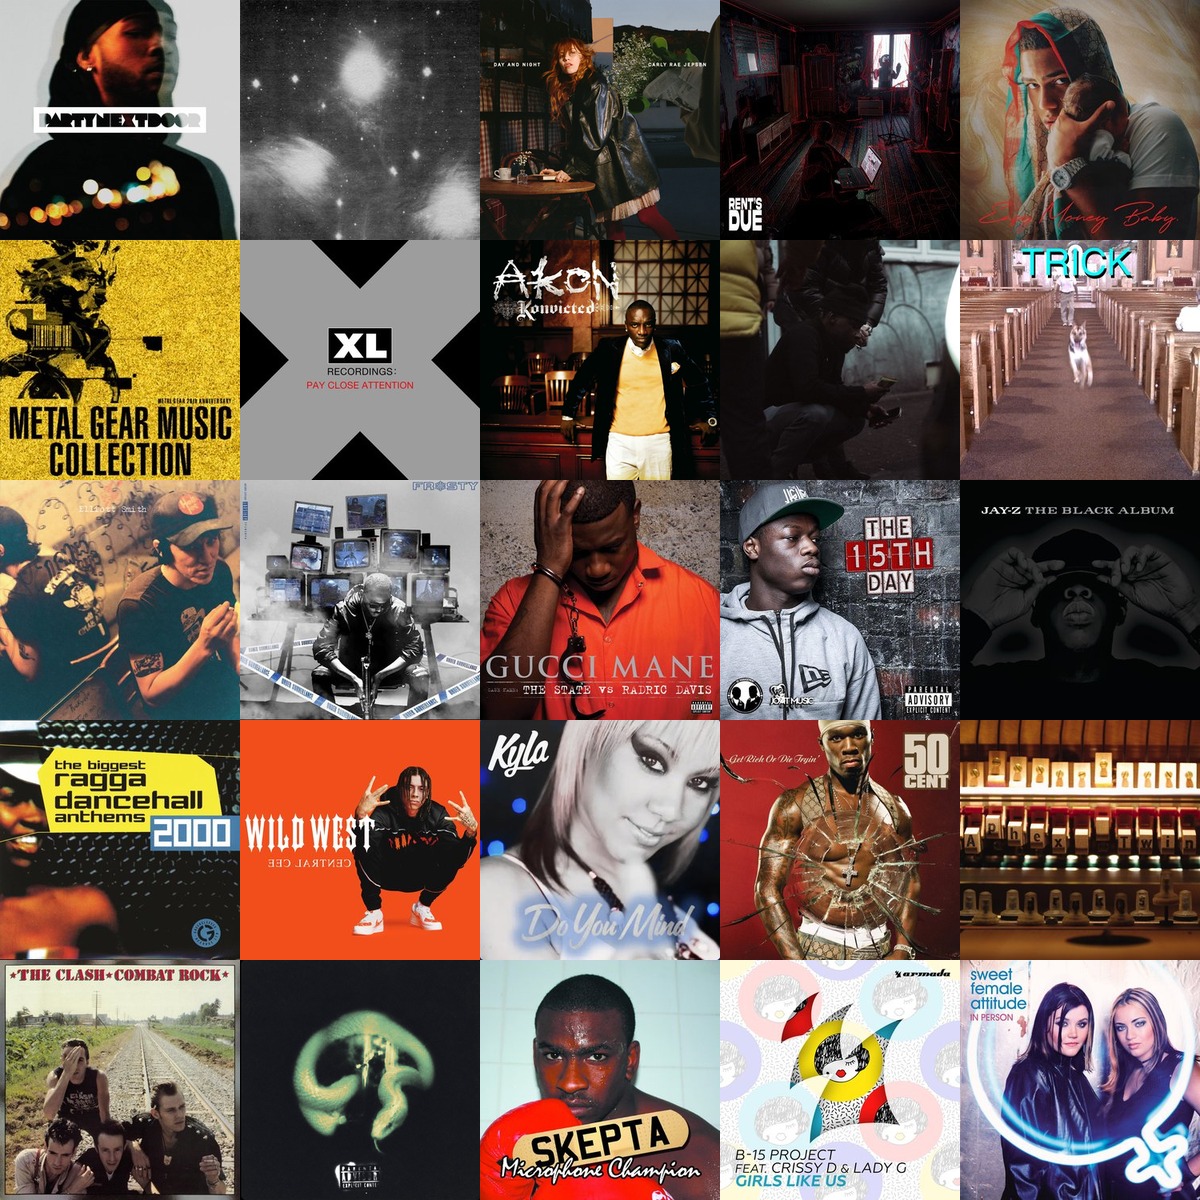 PARTYNEXTDOOR
DAY AND NIGHT
CARLY RAE JEPSEN
RENT'S
DUE
Easy Money Baby
METAL GEAR 20th ANNIVERSARY
METAL GEAR MUSIC
COLLECTION
XL
RECORDINGS:
PAY CLOSE ATTENTION
AKON
Konvicted
TRICK
Elliott Smith
FROSTY
UNDER SURVEILLANCE
GUCCI MANE
THE STATE vs RADRIC DAVIS
THE
15TH
DAY
PARENTAL
ADVISORY
EXPLICIT CONTENT
JAY-Z THE BLACK ALBUM
the biggest
ragga
dancehall
anthems
2000
WILD WEST
CENTRAL CEE
Kyla
Do You Mind
Get Rich Or Die Tryin'
50
CENT
Aphex Twin
★THE CLASH★COMBAT ROCK★
SKEPTA
Microphone Champion
armada
B-15 PROJECT
FEAT. CRISSY D & LADY G
GIRLS LIKE US
sweet
female
attitude
IN PERSON